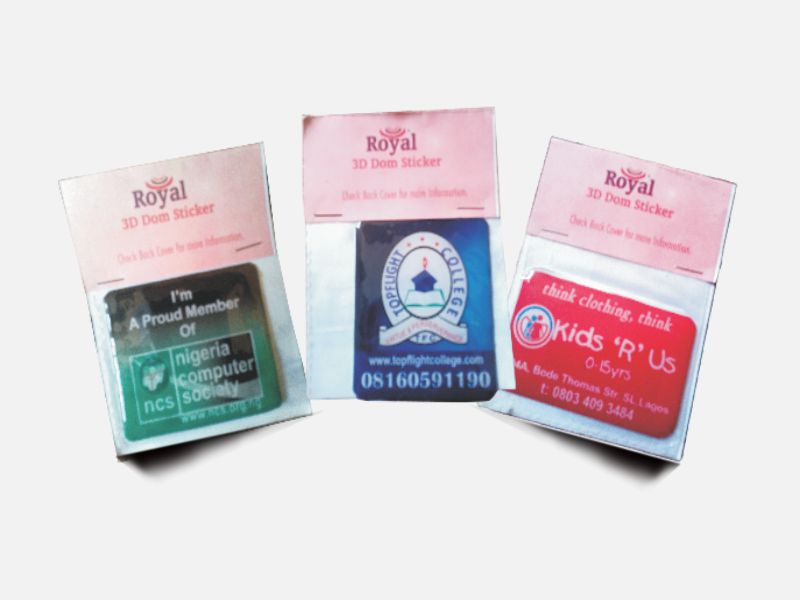 Royal
3D Dom Sticker
Check Back Cover for more Information.
I'm
A Proud Member
Of
nigeria
computer
society
ncs
www.ncs.org.ng
Royal
3D Dom Sticker
Check Back Cover for more Information.
TOPFLIGHT COLLEGE
T.F.C
www.topflightcollege.com
08160591190
Royal
3D Dom Sticker
Check Back Cover for more Information.
think clothing, think
Kids 'R' Us
0-15yrs
Bode Thomas Str. SL, Lagos
t: 0803 409 3484